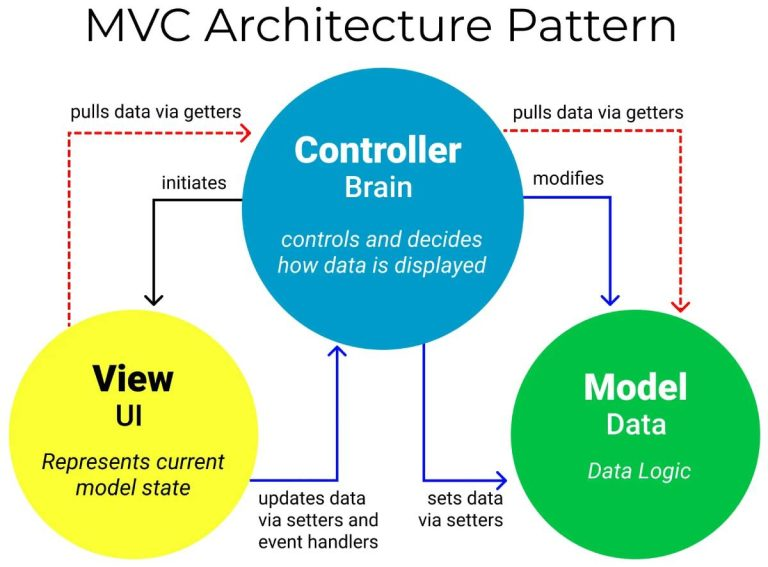 MVC Architecture Pattern
pulls data via getters
pulls data via getters
Controller
Brain
initiates
modifies
controls and decides
how data is displayed
View
UI
Represents current
model state
Model
Data
Data Logic
updates data
via setters and
event handlers
sets data
via setters